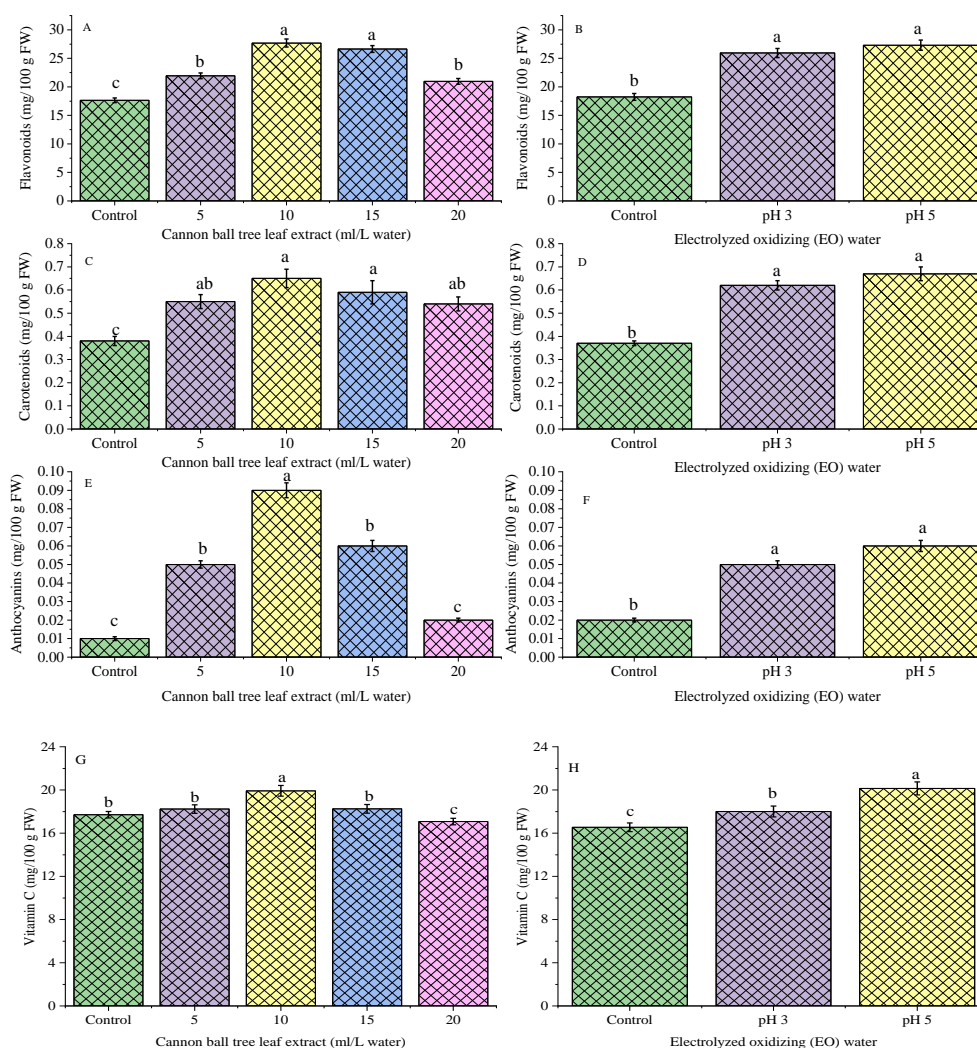 A
Flavonoids (mg/100 g FW)
30
25
20
15
10
5
0
c
b
a
a
b
Control
5
10
15
20
Cannon ball tree leaf extract (ml/L water)
B
Flavonoids (mg/100 g FW)
30
25
20
15
10
5
0
b
a
a
Control
pH 3
pH 5
Electrolyzed oxidizing (EO) water
C
Carotenoids (mg/100 g FW)
0.8
0.7
0.6
0.5
0.4
0.3
0.2
0.1
0.0
c
ab
a
a
ab
Control
5
10
15
20
Cannon ball tree leaf extract (ml/L water)
D
Carotenoids (mg/100 g FW)
0.8
0.7
0.6
0.5
0.4
0.3
0.2
0.1
0.0
b
a
a
Control
pH 3
pH 5
Electrolyzed oxidizing (EO) water
E
Anthocyanins (mg/100 g FW)
0.10
0.09
0.08
0.07
0.06
0.05
0.04
0.03
0.02
0.01
0.00
c
b
a
b
c
Control
5
10
15
20
Cannon ball tree leaf extract (ml/L water)
F
Anthocyanins (mg/100 g FW)
0.10
0.09
0.08
0.07
0.06
0.05
0.04
0.03
0.02
0.01
0.00
b
a
a
Control
pH 3
pH 5
Electrolyzed oxidizing (EO) water
G
Vitamin C (mg/100 g FW)
24
20
16
12
8
4
0
b
b
a
b
c
Control
5
10
15
20
Cannon ball tree leaf extract (ml/L water)
H
Vitamin C (mg/100 g FW)
24
20
16
12
8
4
0
c
b
a
Control
pH 3
pH 5
Electrolyzed oxidizing (EO) water